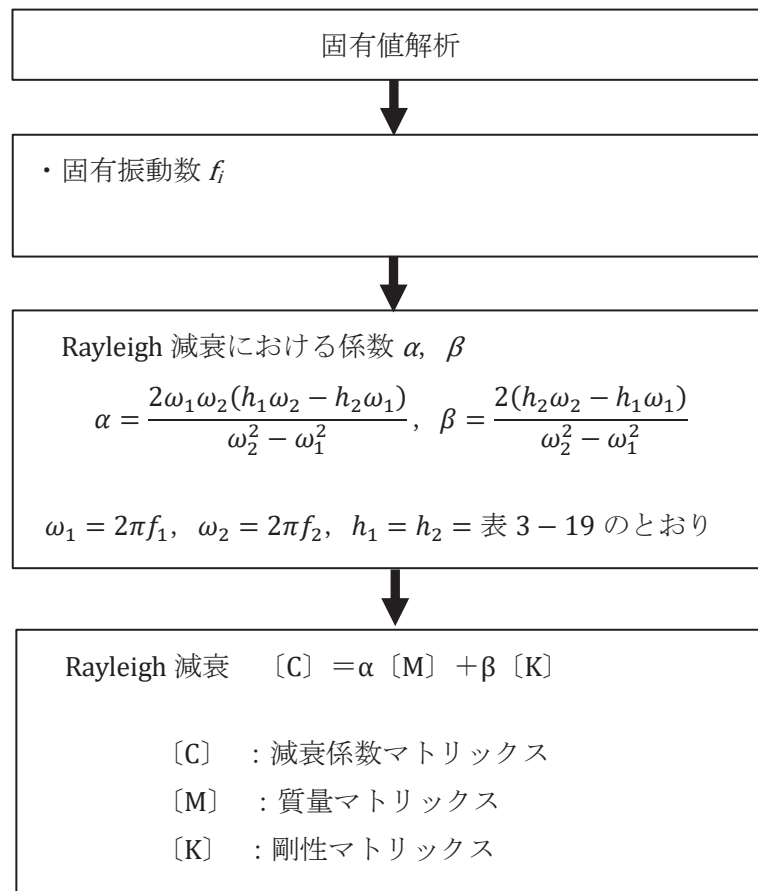 固有値解析
・固有振動数 fi
Rayleigh 減衰における係数 α, β
α = 2ω₁ω₂(h₁ω₂ − h₂ω₁) / (ω₂² − ω₁²), β = 2(h₂ω₂ − h₁ω₁) / (ω₂² − ω₁²)
ω₁ = 2πf₁, ω₂ = 2πf₂, h₁ = h₂ = 表 3 − 19 のとおり
Rayleigh 減衰 〔C〕=α〔M〕+β〔K〕
〔C〕 :減衰係数マトリックス
〔M〕 :質量マトリックス
〔K〕 :剛性マトリックス